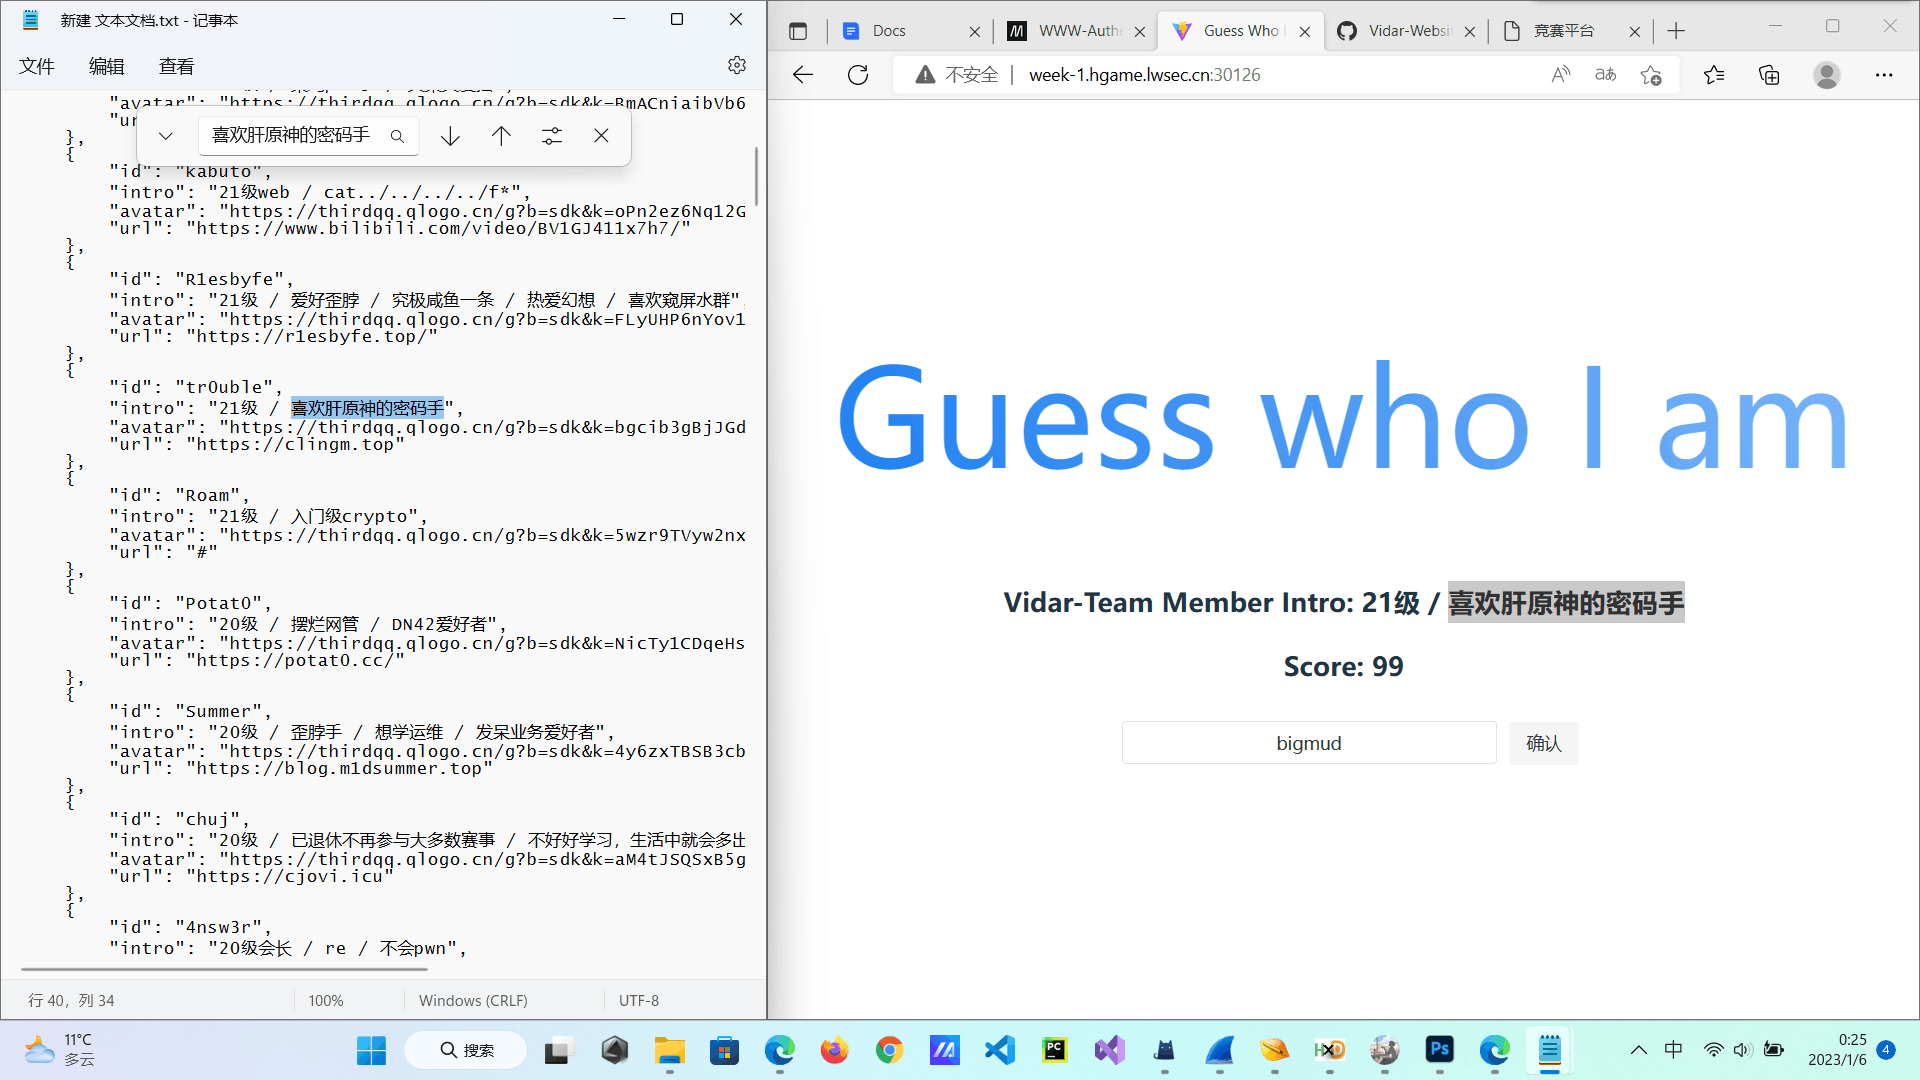 新建 文本文档.txt - 记事本
文件 编辑 查看
喜欢肝原神的密码手
"avatar": "https://thirdqq.qlogo.cn/g?b=sdk&k=BmACniaibVb6
},
{
"id": "kabuto",
"intro": "21级web / cat../../../../f*",
"avatar": "https://thirdqq.qlogo.cn/g?b=sdk&k=oPn2ez6Nq12G
"url": "https://www.bilibili.com/video/BV1GJ411x7h7/"
},
{
"id": "R1esbyfe",
"intro": "21级 / 爱好歪脖 / 究极咸鱼一条 / 热爱幻想 / 喜欢窥屏水群",
"avatar": "https://thirdqq.qlogo.cn/g?b=sdk&k=FLyUHP6nYov1
"url": "https://r1esbyfe.top/"
},
{
"id": "tr0uble",
"intro": "21级 / 喜欢肝原神的密码手",
"avatar": "https://thirdqq.qlogo.cn/g?b=sdk&k=bgcib3gBjJGd
"url": "https://clingm.top"
},
{
"id": "Roam",
"intro": "21级 / 入门级crypto",
"avatar": "https://thirdqq.qlogo.cn/g?b=sdk&k=5wzr9TVyw2nx
"url": "#"
},
{
"id": "Potat0",
"intro": "20级 / 摆烂网管 / DN42爱好者",
"avatar": "https://thirdqq.qlogo.cn/g?b=sdk&k=NicTy1CDqeHs
"url": "https://potat0.cc/"
},
{
"id": "Summer",
"intro": "20级 / 歪脖手 / 想学运维 / 发呆业务爱好者",
"avatar": "https://thirdqq.qlogo.cn/g?b=sdk&k=4y6zxTBSB3cb
"url": "https://blog.m1dsummer.top"
},
{
"id": "chuj",
"intro": "20级 / 已退休不再参与大多数赛事 / 不好好学习，生活中就会多出
"avatar": "https://thirdqq.qlogo.cn/g?b=sdk&k=aM4tJSQSxB5g
"url": "https://cjovi.icu"
},
{
"id": "4nsw3r",
"intro": "20级会长 / re / 不会pwn",
行 40，列 34 100% Windows (CRLF) UTF-8
Docs WWW-Auth Guess Who I Vidar-Websit 竞赛平台
不安全 week-1.hgame.lwsec.cn:30126
Guess who I am
Vidar-Team Member Intro: 21级 / 喜欢肝原神的密码手
Score: 99
bigmud 确认
11°C
多云
搜索
中
0:25
2023/1/6
4